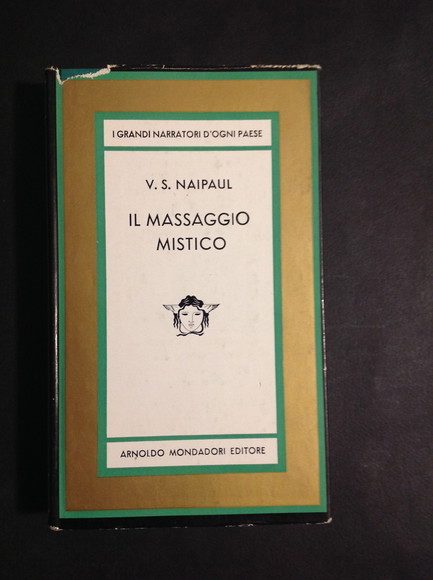 I GRANDI NARRATORI D'OGNI PAESE
V. S. NAIPAUL
IL MASSAGGIO
MISTICO
ARNOLDO MONDADORI EDITORE